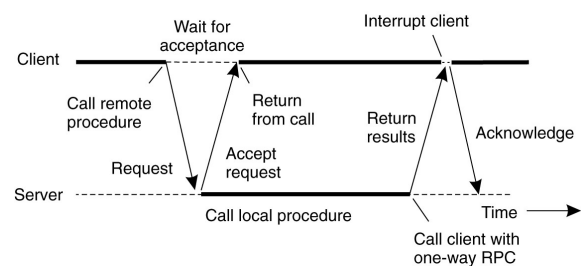 Interrupt client
Wait for
acceptance
Client
Call remote
procedure
Return
from call
Return
results
Acknowledge
Request
Accept
request
Server
Call local procedure
Time
Call client with
one-way RPC